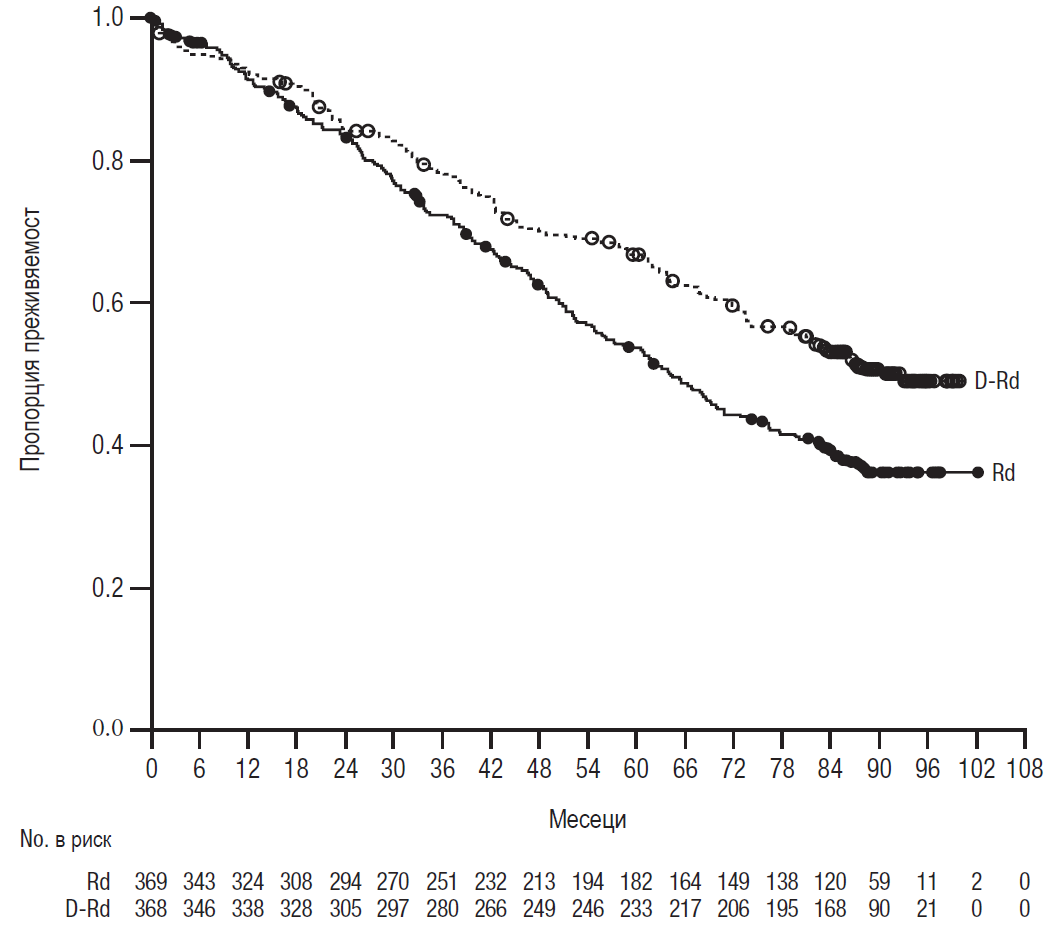 Пропорция преживяемост
1.0
0.8
0.6
0.4
0.2
0.0
D-Rd
Rd
0 6 12 18 24 30 36 42 48 54 60 66 72 78 84 90 96 102 108
Месеци
No. в риск
Rd 369 343 324 308 294 270 251 232 213 194 182 164 149 138 120 59 11 2 0
D-Rd 368 346 338 328 305 297 280 266 249 246 233 217 206 195 168 90 21 0 0